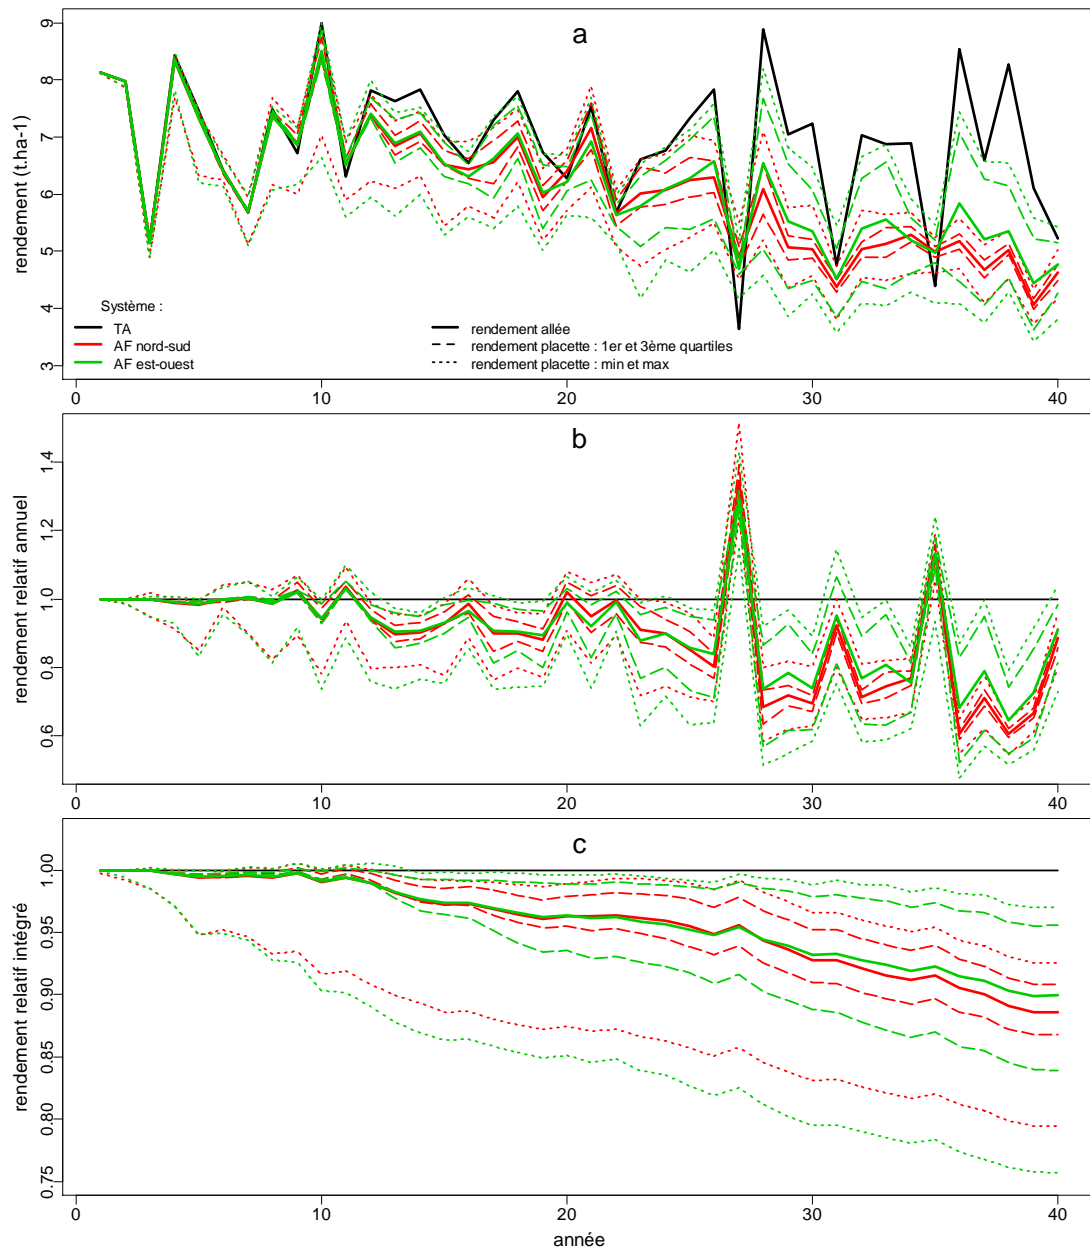 a
rendement (t.ha-1)
9
8
7
6
5
4
3
Système :
TA
AF nord-sud
AF est-ouest
rendement allée
rendement placette : 1er et 3ème quartiles
rendement placette : min et max
0 10 20 30 40
b
rendement relatif annuel
1.4
1.2
1.0
0.8
0.6
0 10 20 30 40
c
rendement relatif intégré
1.00
0.95
0.90
0.85
0.80
0.75
0 10 20 30 40
année